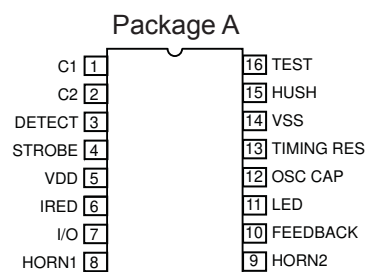 Package A
C1 1 16 TEST
C2 2 15 HUSH
DETECT 3 14 VSS
STROBE 4 13 TIMING RES
VDD 5 12 OSC CAP
IRED 6 11 LED
I/O 7 10 FEEDBACK
HORN1 8 9 HORN2